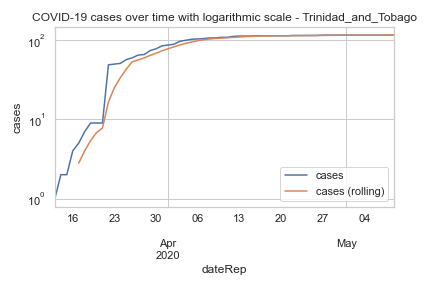 COVID-19 cases over time with logarithmic scale - Trinidad_and_Tobago
10²
10¹
10⁰
cases
cases
cases (rolling)
16 23 30 06 13 20 27 04
Apr May
2020
dateRep